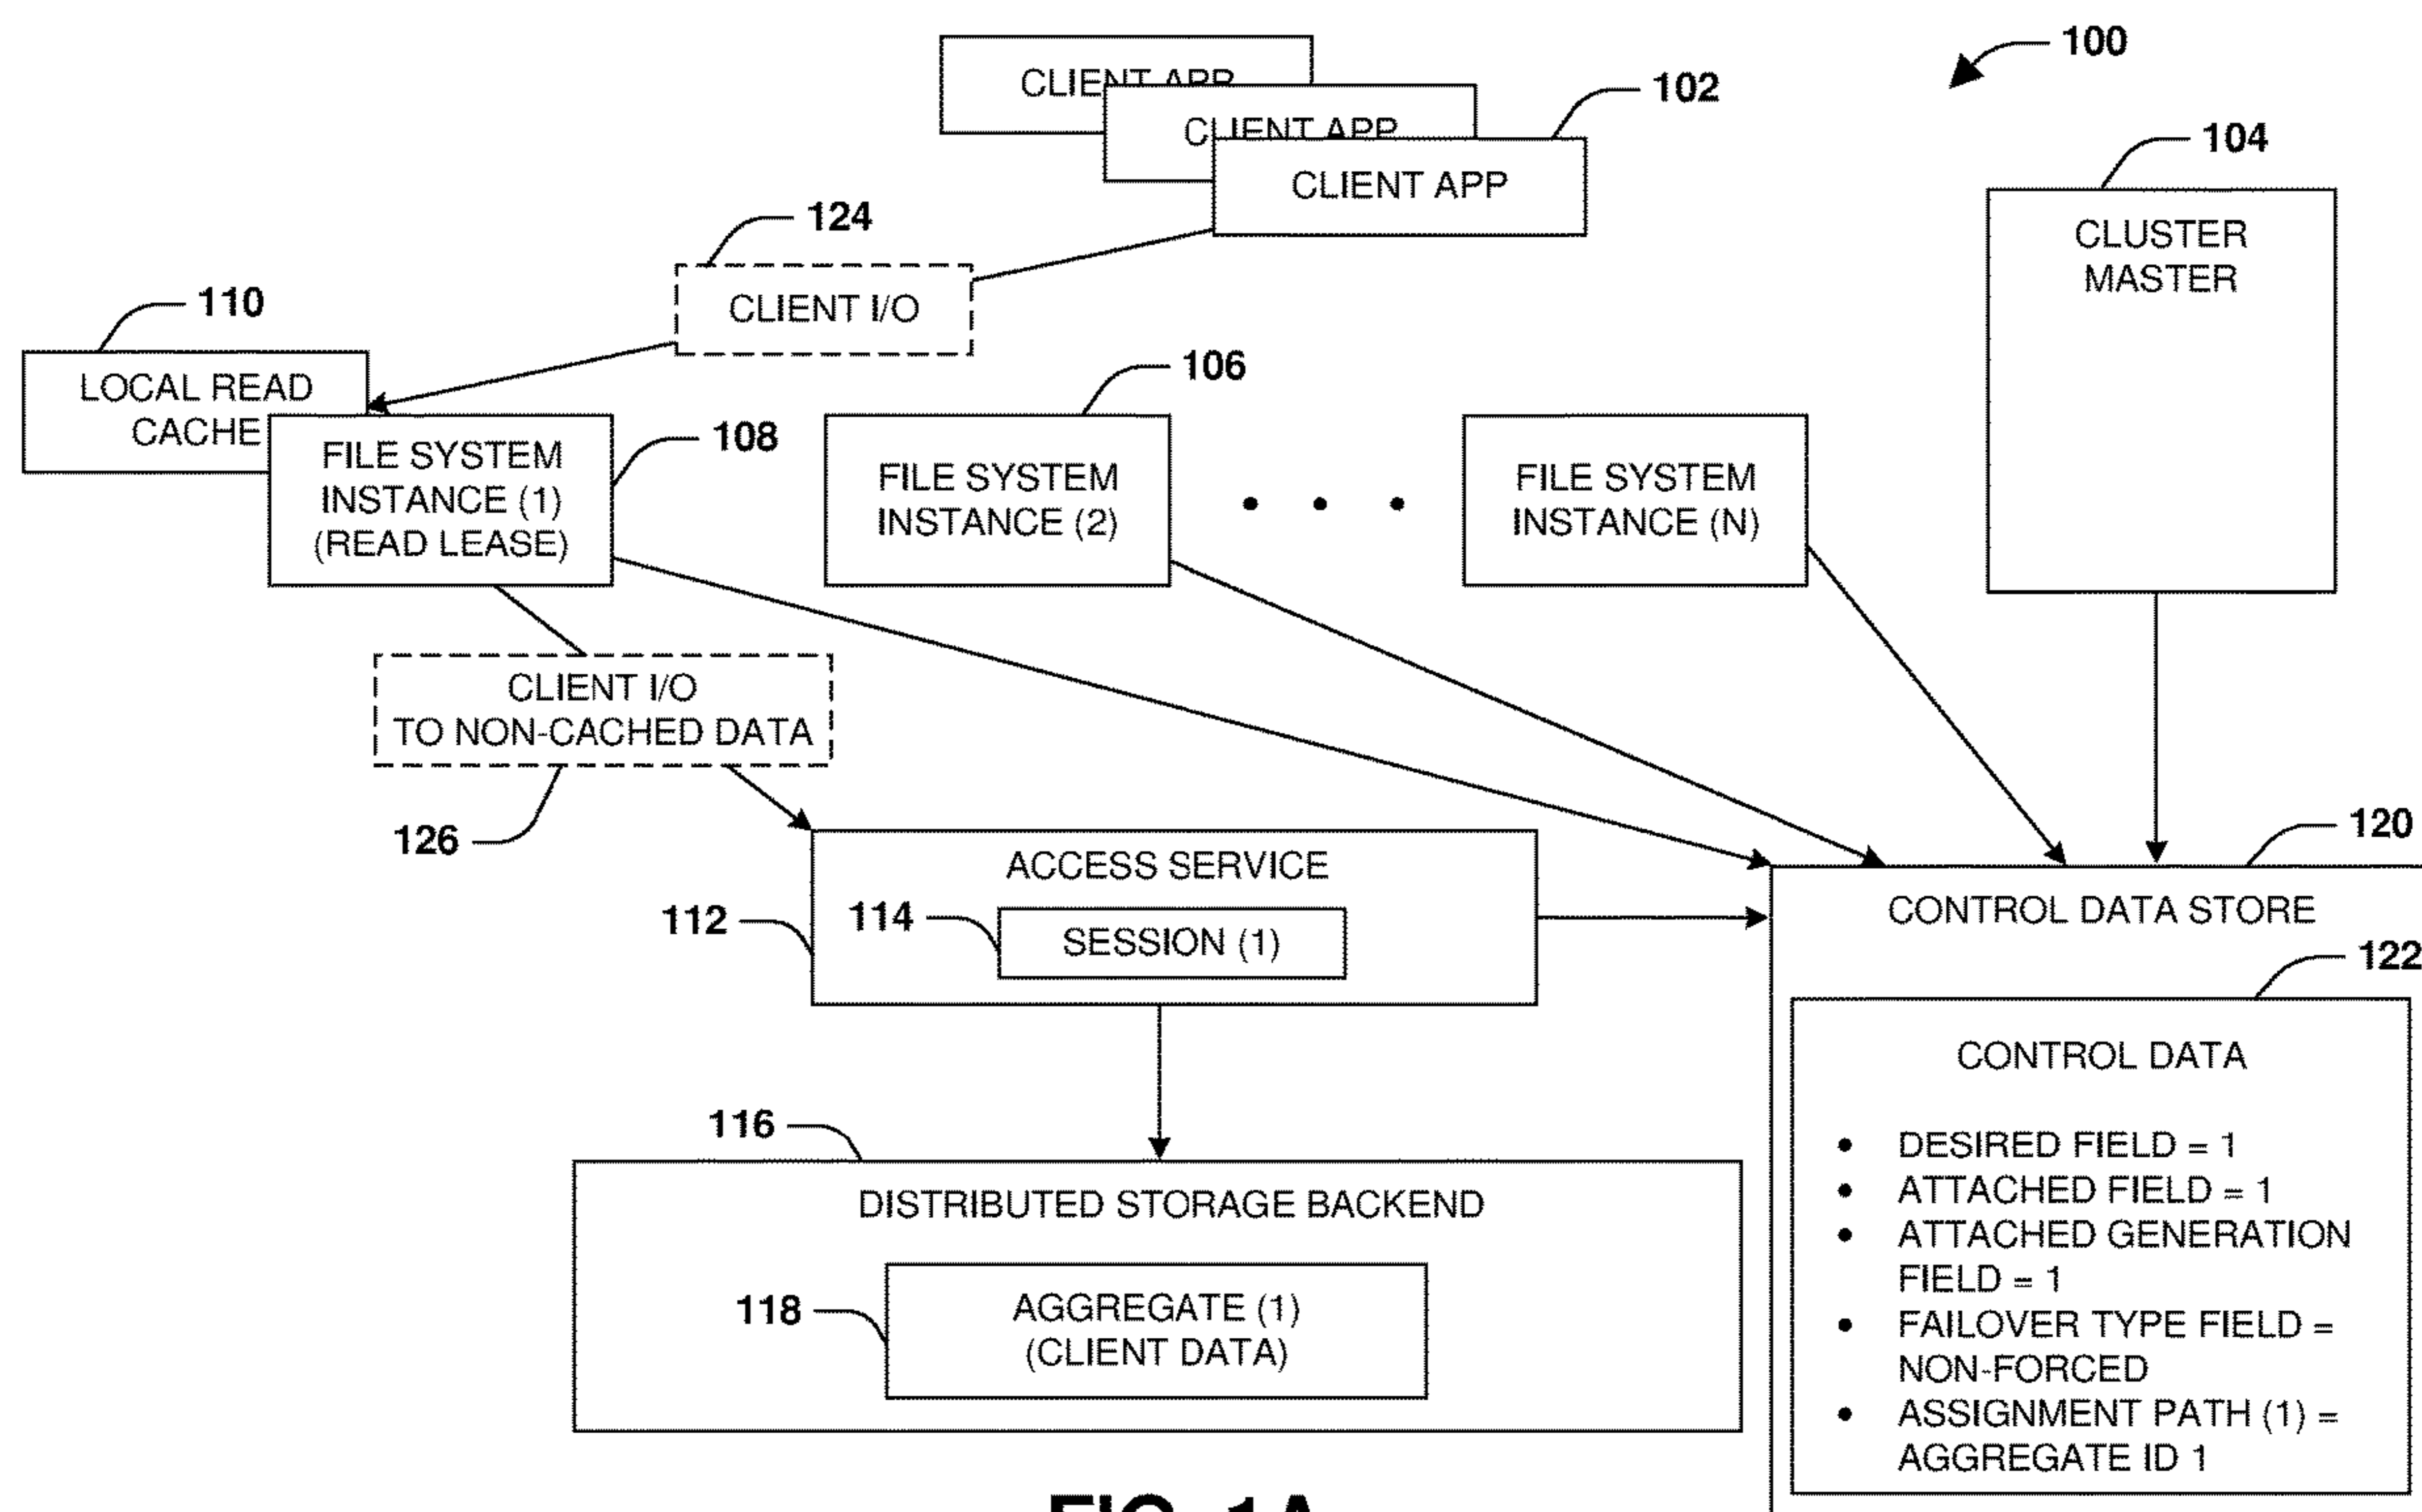 100
CLIENT APP
102
CLIENT APP
CLIENT APP
104
CLUSTER
MASTER
124
CLIENT I/O
110
LOCAL READ
CACHE
106
108
FILE SYSTEM
INSTANCE (1)
(READ LEASE)
FILE SYSTEM
INSTANCE (2)
• • •
FILE SYSTEM
INSTANCE (N)
CLIENT I/O
TO NON-CACHED DATA
126
120
ACCESS SERVICE
112
114
SESSION (1)
CONTROL DATA STORE
122
CONTROL DATA
• DESIRED FIELD = 1
• ATTACHED FIELD = 1
• ATTACHED GENERATION
FIELD = 1
• FAILOVER TYPE FIELD =
NON-FORCED
• ASSIGNMENT PATH (1) =
AGGREGATE ID 1
116
DISTRIBUTED STORAGE BACKEND
118
AGGREGATE (1)
(CLIENT DATA)
FIG. 1A